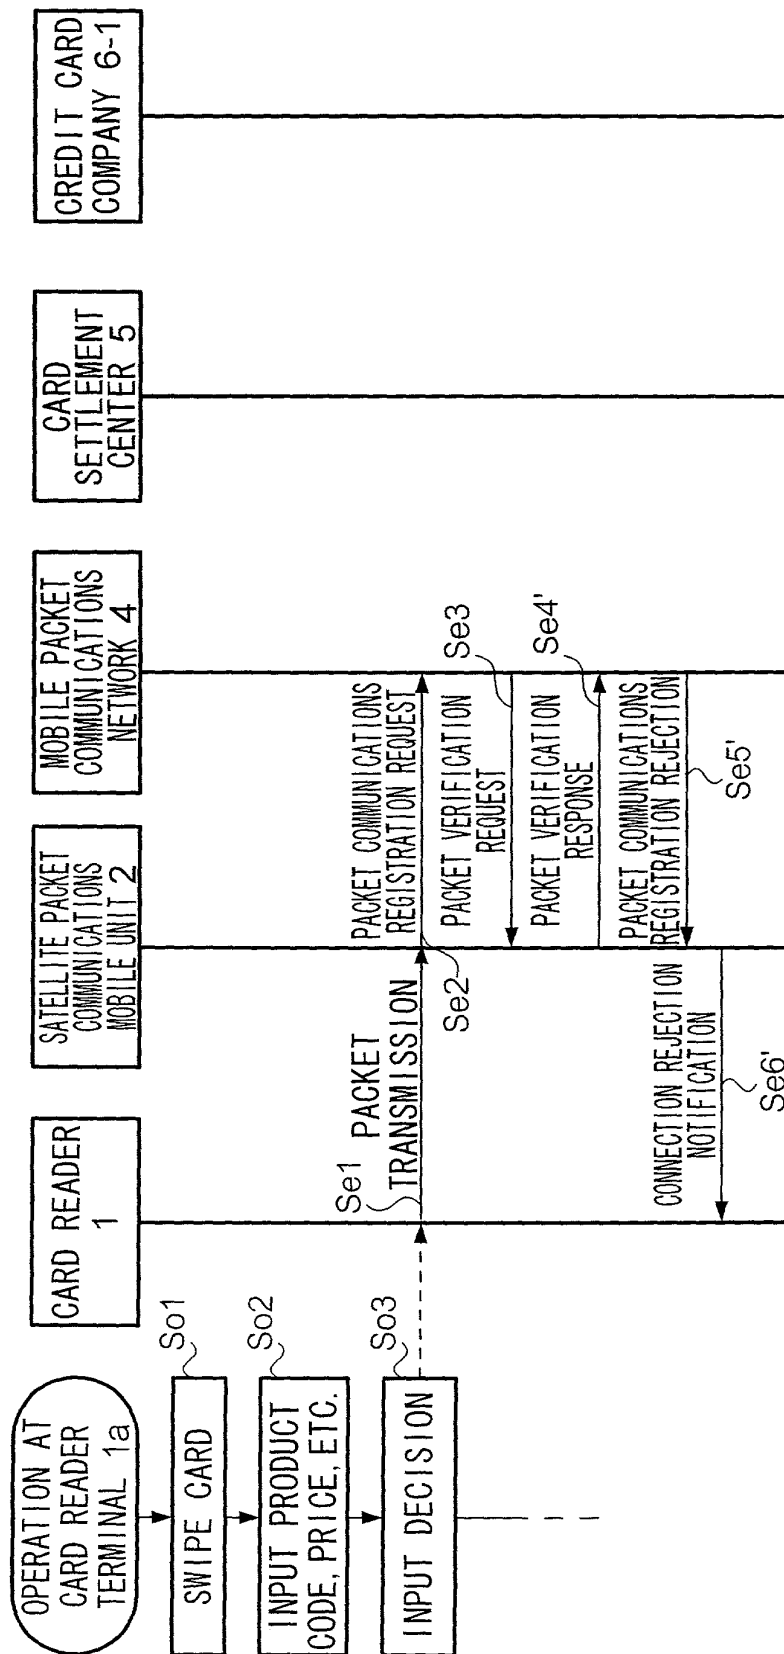 OPERATION AT
CARD READER
TERMINAL 1a
SWIPE CARD
So1
INPUT PRODUCT
CODE, PRICE, ETC.
So2
INPUT DECISION
So3
CARD READER
1
SATELLITE PACKET
COMMUNICATIONS
MOBILE UNIT 2
MOBILE PACKET
COMMUNICATIONS
NETWORK 4
CARD
SETTLEMENT
CENTER 5
CREDIT CARD
COMPANY 6-1
Se1
PACKET
TRANSMISSION
Se2
PACKET COMMUNICATIONS
REGISTRATION REQUEST
PACKET VERIFICATION
REQUEST
Se3
PACKET VERIFICATION
RESPONSE
Se4'
PACKET COMMUNICATIONS
REGISTRATION REJECTION
Se5'
CONNECTION REJECTION
NOTIFICATION
Se6'